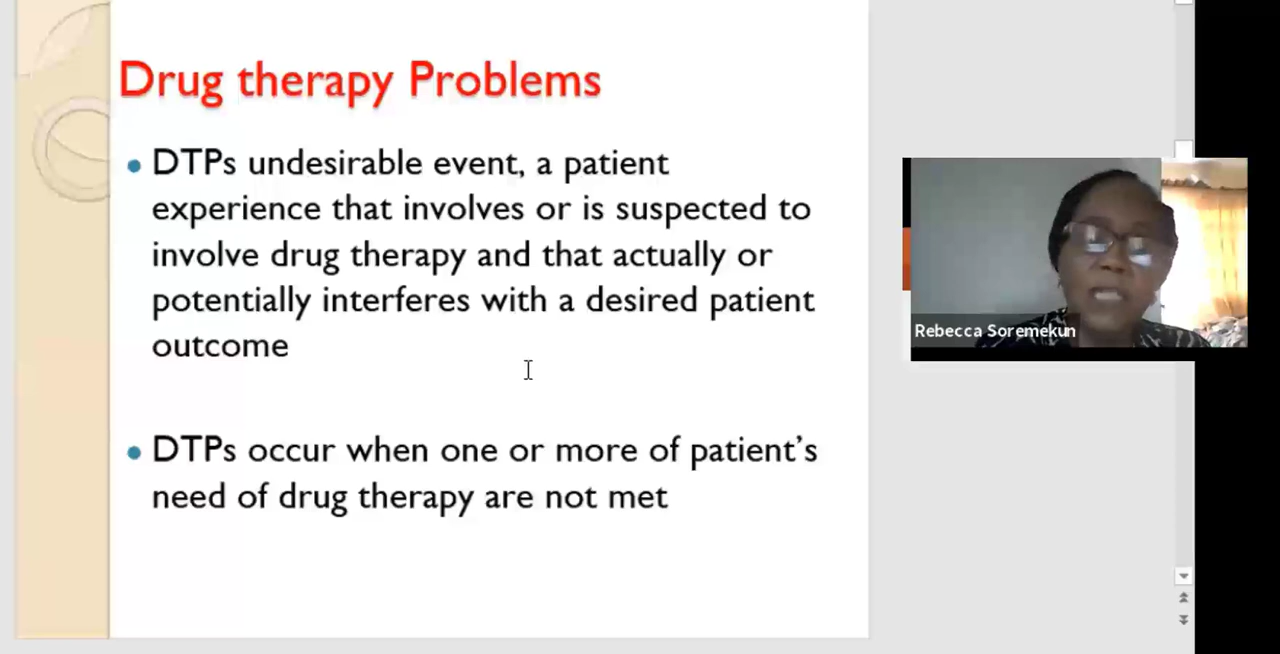 Drug therapy Problems
DTPs undesirable event, a patient
experience that involves or is suspected to
involve drug therapy and that actually or
potentially interferes with a desired patient
outcome
DTPs occur when one or more of patient’s
need of drug therapy are not met
Rebecca Soremekun